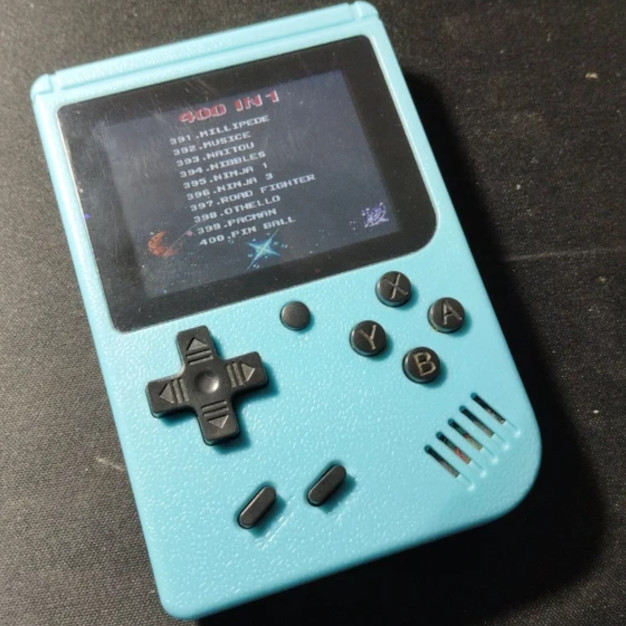 400 IN 1
391.MILLIPEDE
392.MUSICE
393.NAITOU
394.NIBBLES
395.NINJA 1
396.NINJA 3
397.ROAD FIGHTER
398.OTHELLO
399.PACMAN
400.PIN BALL
X
A
Y
B